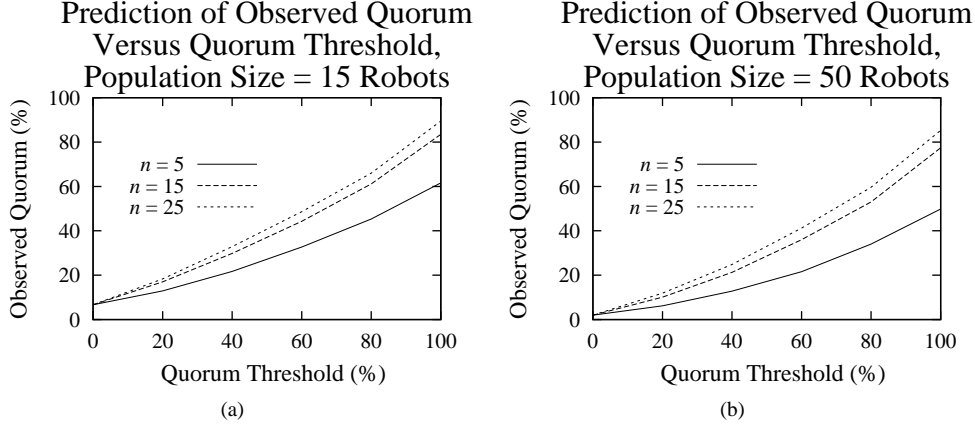 Prediction of Observed Quorum
Versus Quorum Threshold,
Population Size = 15 Robots
100
80
60
40
20
0
Observed Quorum (%)
n = 5
n = 15
n = 25
0 20 40 60 80 100
Quorum Threshold (%)
(a)
Prediction of Observed Quorum
Versus Quorum Threshold,
Population Size = 50 Robots
100
80
60
40
20
0
Observed Quorum (%)
n = 5
n = 15
n = 25
0 20 40 60 80 100
Quorum Threshold (%)
(b)